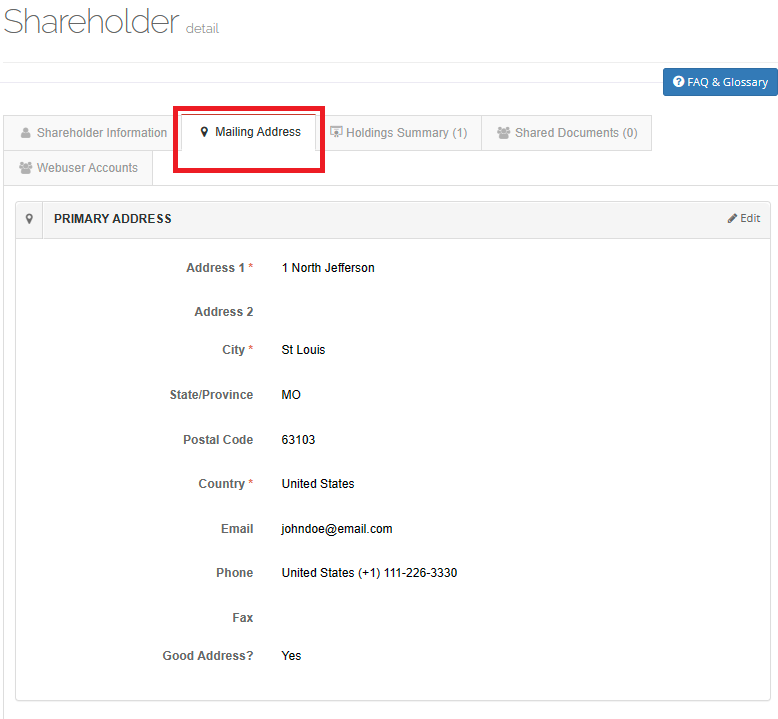 Shareholder detail
FAQ & Glossary
Shareholder Information
Mailing Address
Holdings Summary (1)
Shared Documents (0)
Webuser Accounts
PRIMARY ADDRESS
Edit
Address 1 * 1 North Jefferson
Address 2
City * St Louis
State/Province MO
Postal Code 63103
Country * United States
Email johndoe@email.com
Phone United States (+1) 111-226-3330
Fax
Good Address? Yes